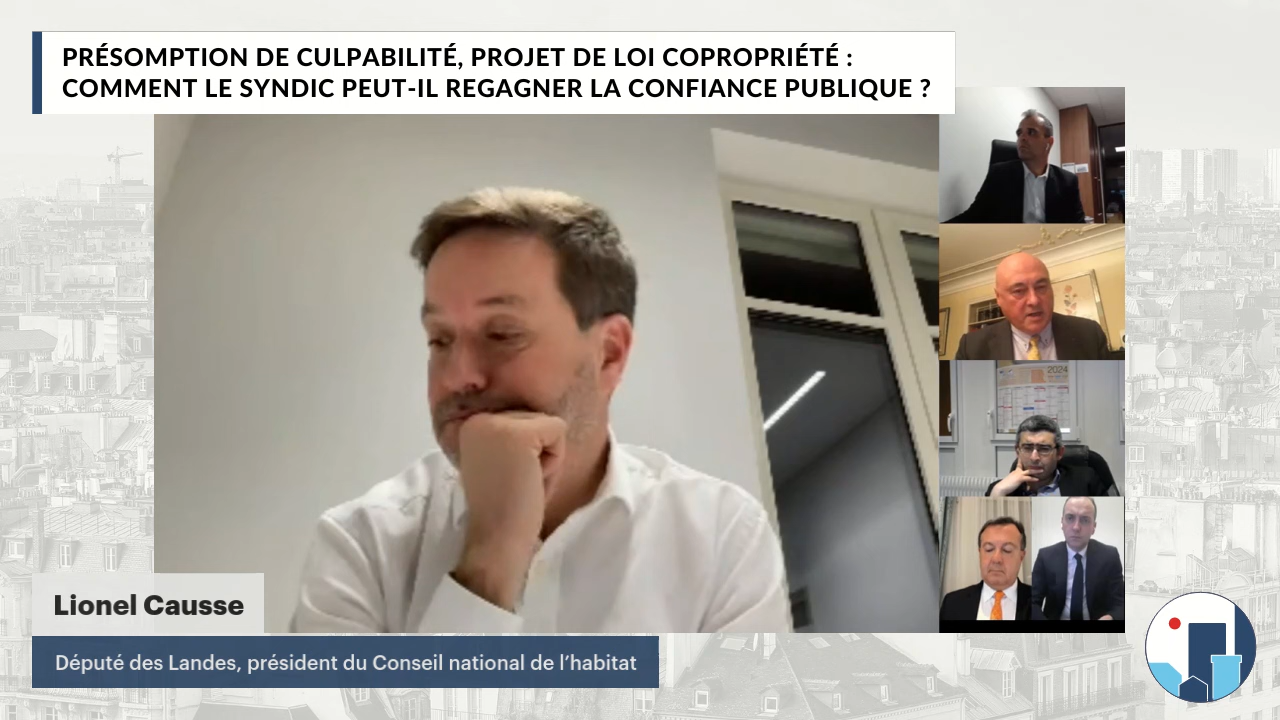 PRÉSOMPTION DE CULPABILITÉ, PROJET DE LOI COPROPRIÉTÉ :
COMMENT LE SYNDIC PEUT-IL REGAGNER LA CONFIANCE PUBLIQUE ?
2024
Lionel Causse
Député des Landes, président du Conseil national de l’habitat